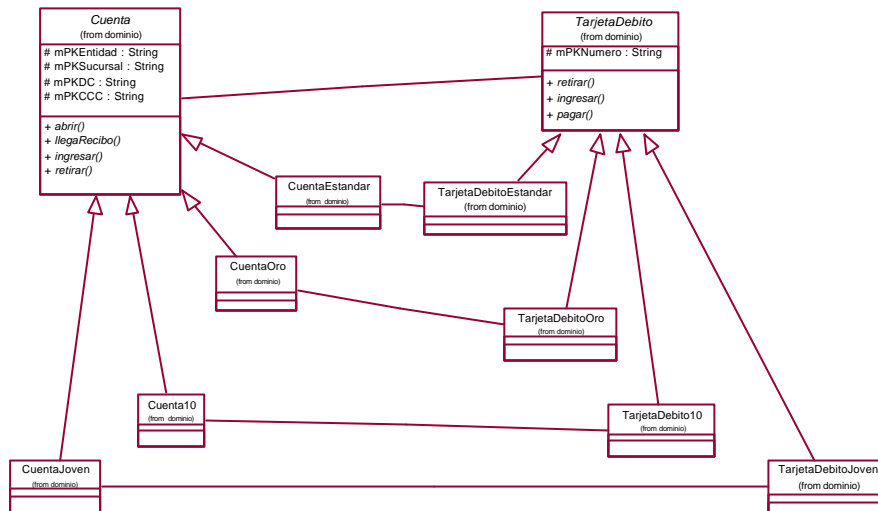 Cuenta
(from dominio)
# mPKEntidad : String
# mPKSucursal : String
# mPKDC : String
# mPKCCC : String
+ abrir()
+ llegaRecibo()
+ ingresar()
+ retirar()
TarjetaDebito
(from dominio)
# mPKNumero : String
+ retirar()
+ ingresar()
+ pagar()
CuentaEstandar
(from dominio)
TarjetaDebitoEstandar
(from dominio)
CuentaOro
(from dominio)
TarjetaDebitoOro
(from dominio)
Cuenta10
(from dominio)
TarjetaDebito10
(from dominio)
CuentaJoven
(from dominio)
TarjetaDebitoJoven
(from dominio)